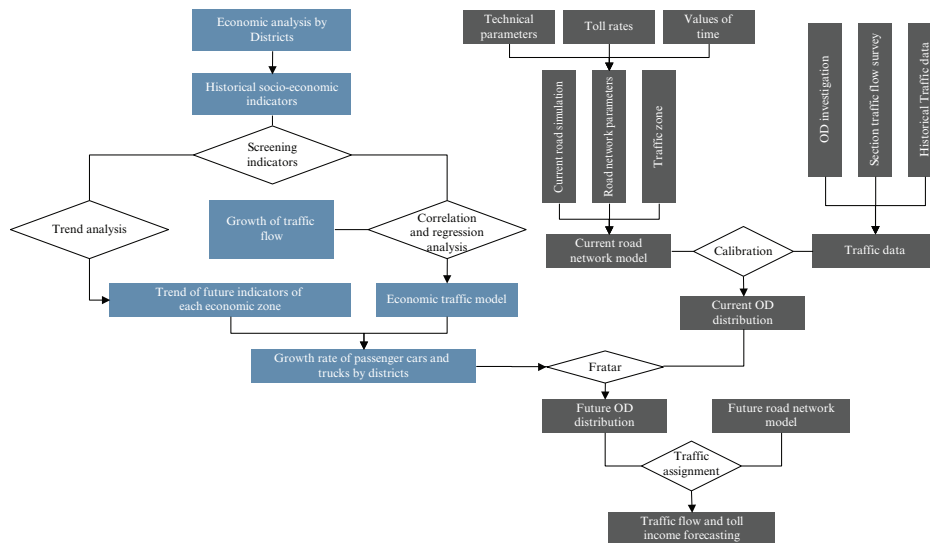 Economic analysis by
Districts
Historical socio-economic
indicators
Screening
indicators
Trend analysis
Growth of traffic
flow
Correlation
and regression
analysis
Trend of future indicators of
each economic zone
Economic traffic model
Growth rate of passenger cars and
trucks by districts
Technical
parameters
Toll rates
Values of
time
Current road simulation
Road network parameters
Traffic zone
OD investigation
Section traffic flow survey
Historical Traffic data
Current road
network model
Calibration
Traffic data
Current OD
distribution
Fratar
Future OD
distribution
Future road network
model
Traffic
assignment
Traffic flow and toll
income forecasting